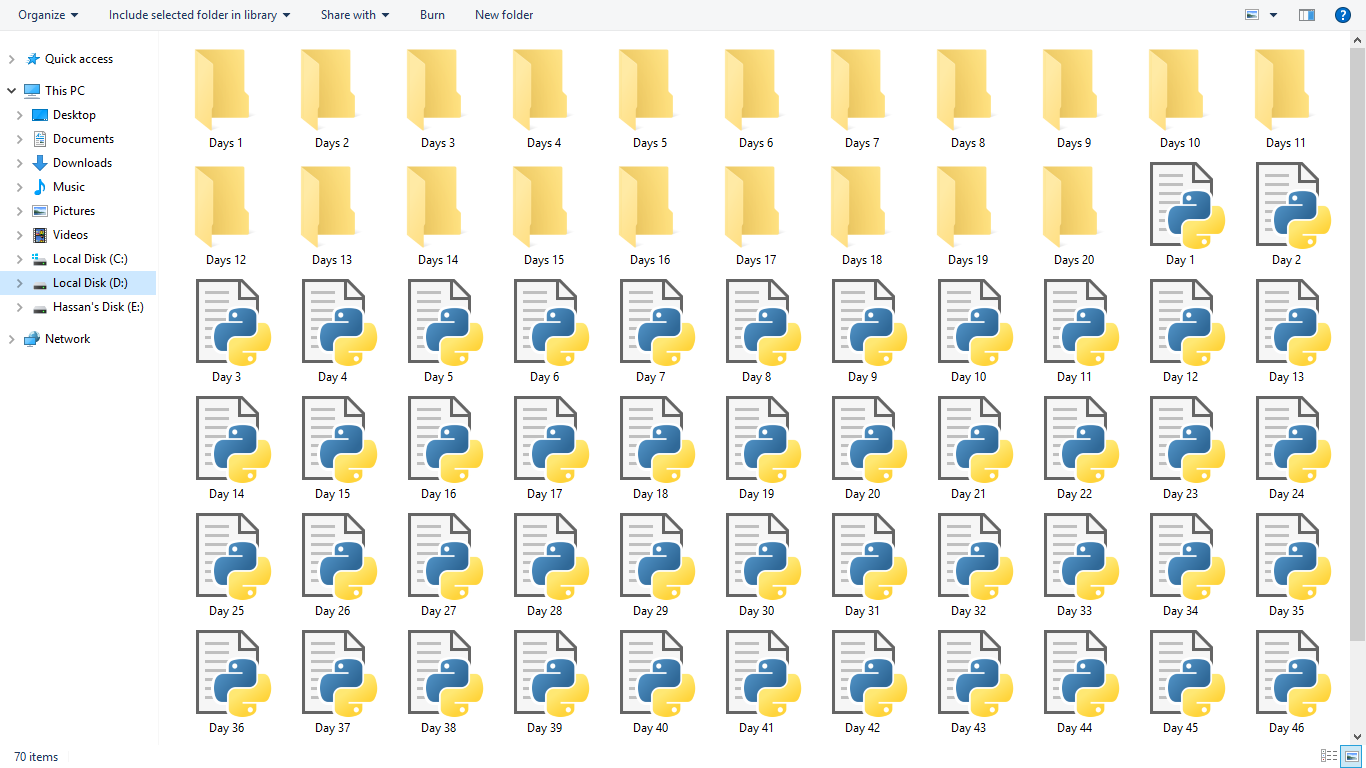 Organize Include selected folder in library Share with Burn New folder
Quick access
This PC
Desktop
Documents
Downloads
Music
Pictures
Videos
Local Disk (C:)
Local Disk (D:)
Hassan's Disk (E:)
Network
Days 1 Days 2 Days 3 Days 4 Days 5 Days 6 Days 7 Days 8 Days 9 Days 10 Days 11
Days 12 Days 13 Days 14 Days 15 Days 16 Days 17 Days 18 Days 19 Days 20 Day 1 Day 2
Day 3 Day 4 Day 5 Day 6 Day 7 Day 8 Day 9 Day 10 Day 11 Day 12 Day 13
Day 14 Day 15 Day 16 Day 17 Day 18 Day 19 Day 20 Day 21 Day 22 Day 23 Day 24
Day 25 Day 26 Day 27 Day 28 Day 29 Day 30 Day 31 Day 32 Day 33 Day 34 Day 35
Day 36 Day 37 Day 38 Day 39 Day 40 Day 41 Day 42 Day 43 Day 44 Day 45 Day 46
70 items